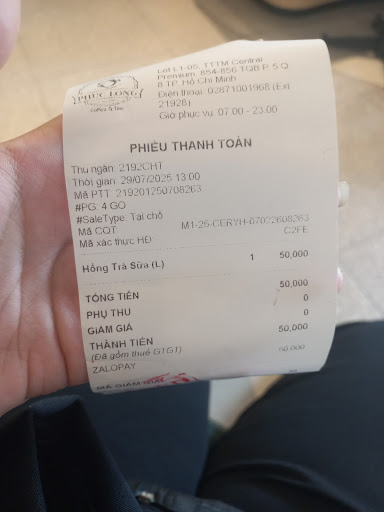 PHUC LONG
coffee & tea
Lot L1-05, TTTM Central
Premium, 854-856 TQB P. 5 Q
8 TP. Hồ Chí Minh
Điện thoại: 02871001968 (Ext
21928)
Giờ phục vụ: 07:00 - 23:00
PHIẾU THANH TOÁN
Thu ngân: 2192CHT
Thời gian: 29/07/2025 13:00
Mã PTT: 219201250708263
#PG: 4 GO
#SaleType: Tại chỗ
Mã CQT M1-25-CERYH-07022608263
Mã xác thực HĐ C2FE
Hồng Trà Sữa (L) 1 50,000
TỔNG TIỀN 50,000
PHỤ THU 0
GIẢM GIÁ 0
THÀNH TIỀN 50,000
(Đã gồm thuế GTGT)
ZALOPAY 50,000
MÃ GIẢM